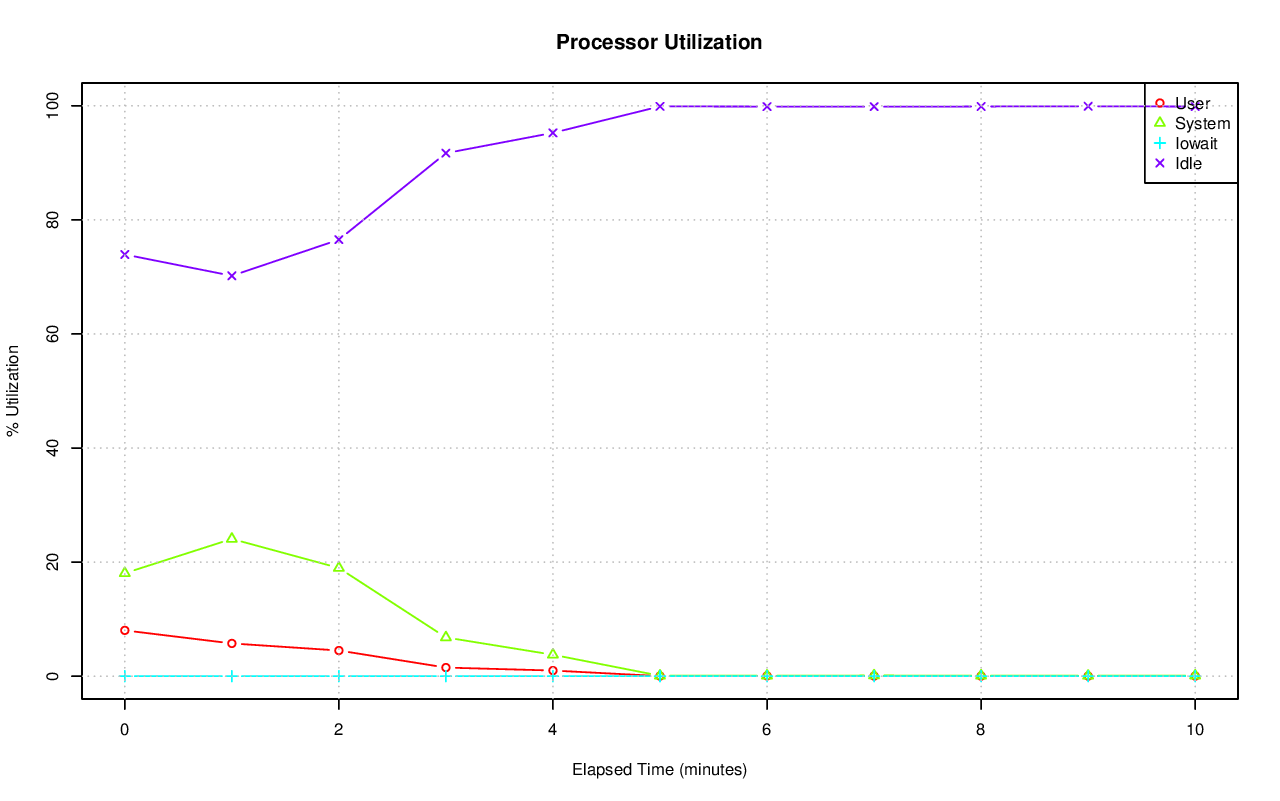 Processor Utilization
% Utilization
100
80
60
40
20
0
User
System
Iowait
Idle
0 2 4 6 8 10
Elapsed Time (minutes)